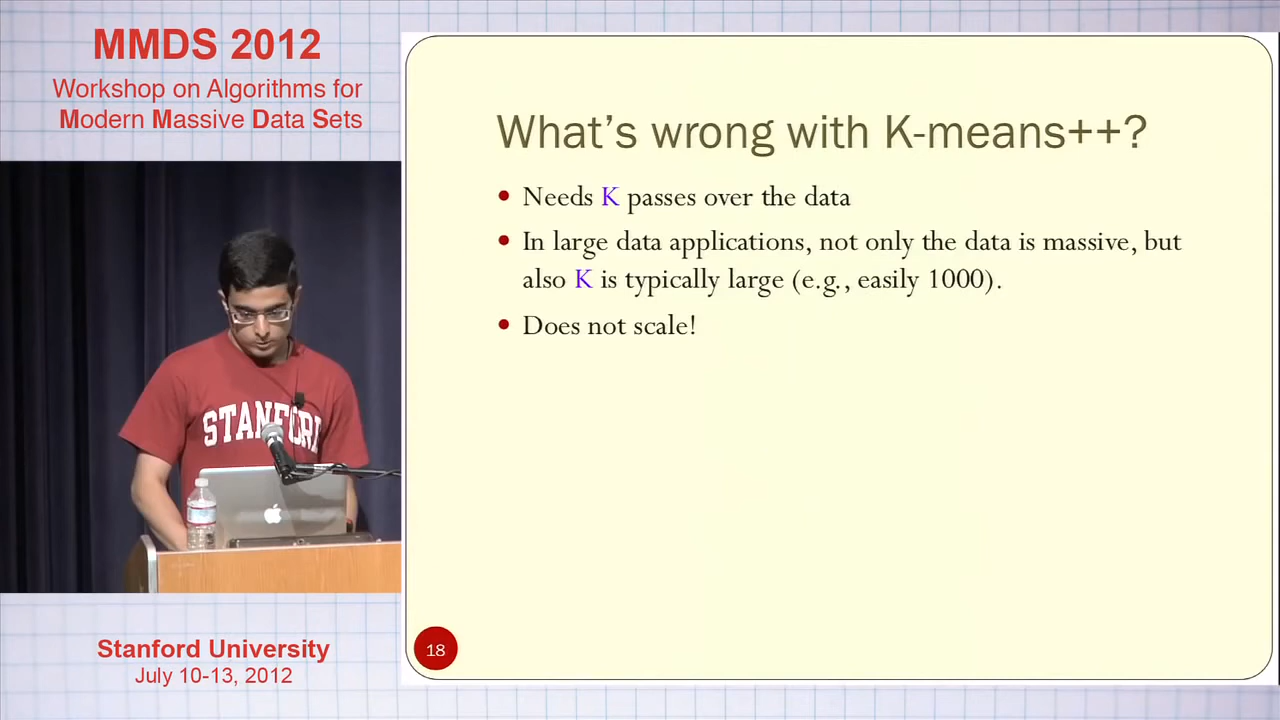 MMDS 2012
Workshop on Algorithms for
Modern Massive Data Sets
STANFORD
Stanford University
July 10-13, 2012
What's wrong with K-means++?
• Needs K passes over the data
• In large data applications, not only the data is massive, but
also K is typically large (e.g., easily 1000).
• Does not scale!
18